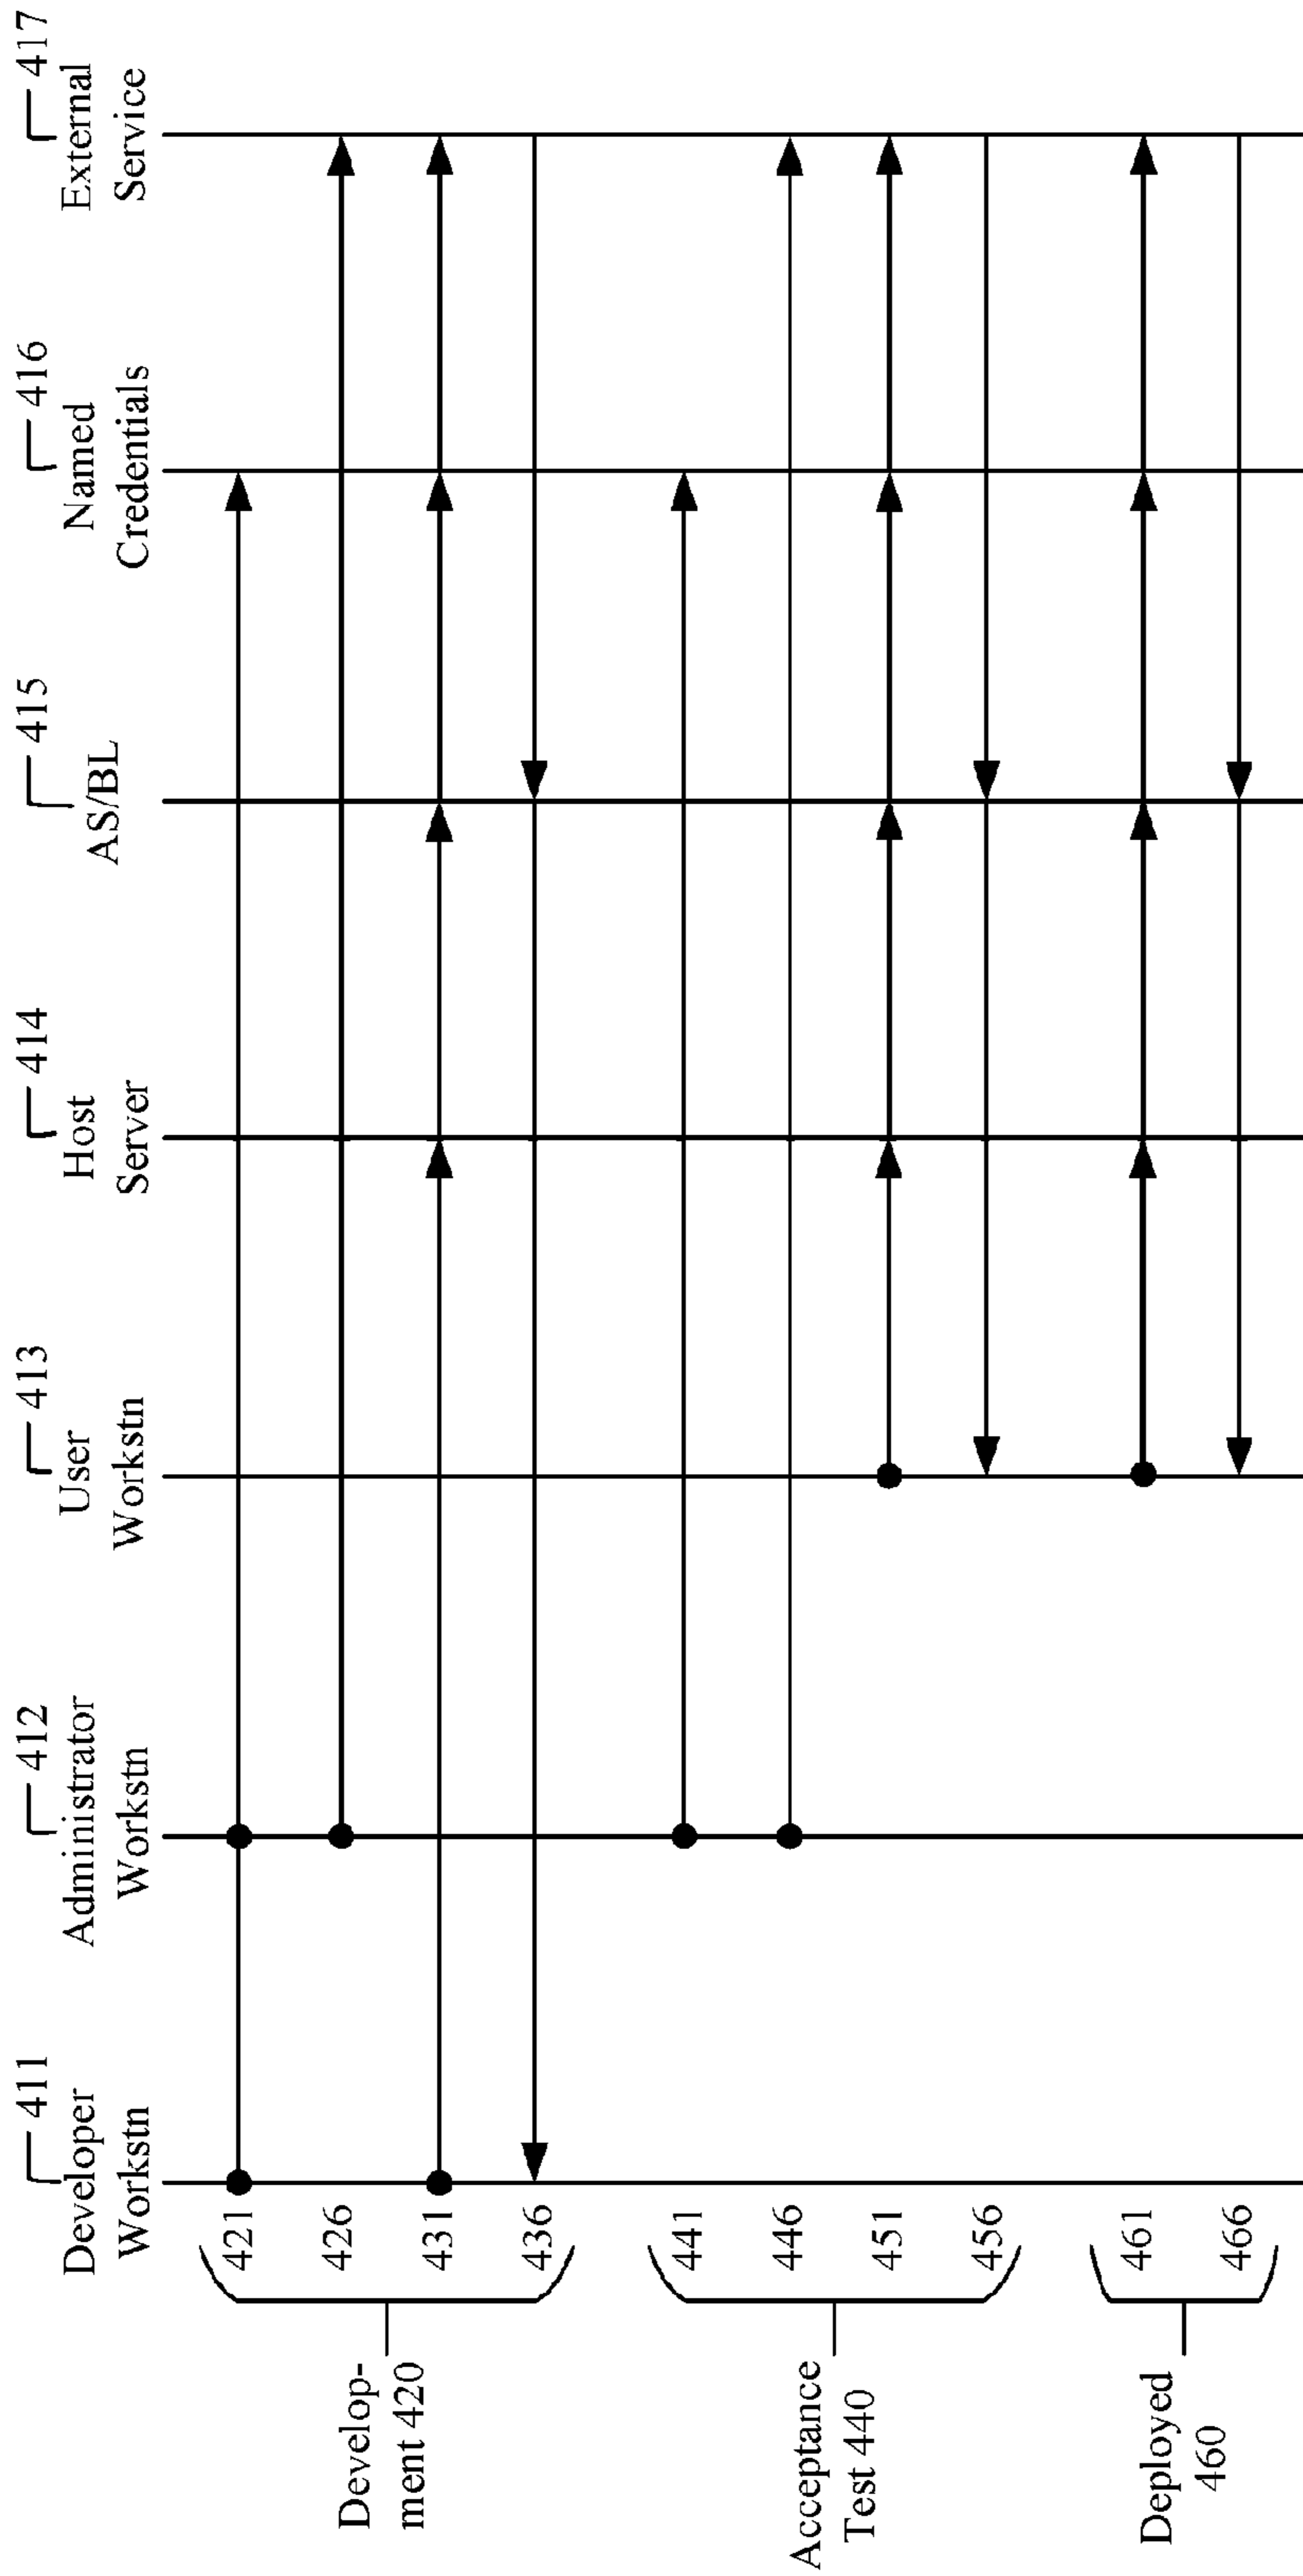 411
Developer
Workstn
412
Administrator
Workstn
413
User
Workstn
414
Host
Server
415
AS/BL
416
Named
Credentials
417
External
Service
Develop-
ment 420
421
426
431
436
Acceptance
Test 440
441
446
451
456
Deployed
460
461
466